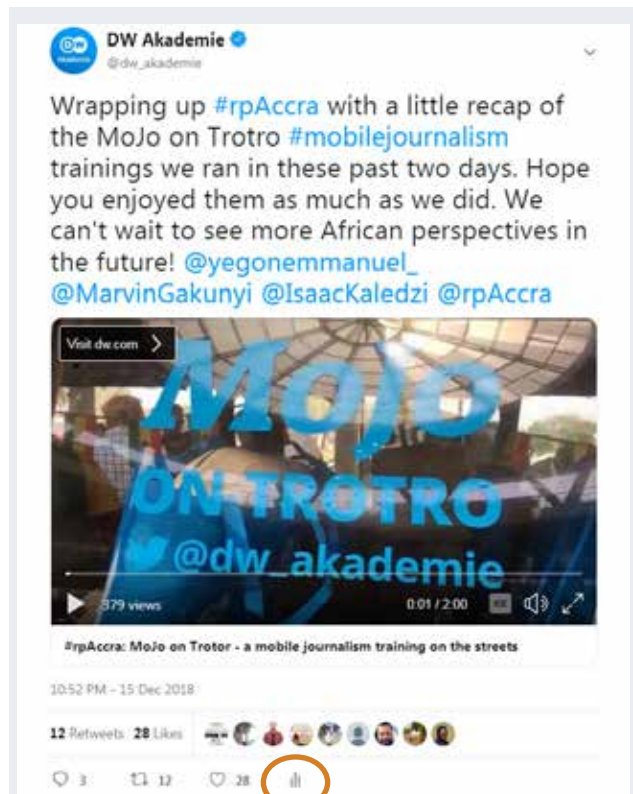 DW Akademie
@dw_akademie
Wrapping up #rpAccra with a little recap of
the MoJo on Trotro #mobilejournalism
trainings we ran in these past two days. Hope
you enjoyed them as much as we did. We
can't wait to see more African perspectives in
the future! @yegonemmanuel_
@MarvinGakunyi @IsaacKaledzi @rpAccra
Visit dw.com
MoJo
ON TROTRO
@dw_akademie
379 views
0:01 / 2:00
#rpAccra: MoJo on Trotor - a mobile journalism training on the streets
10:52 PM - 15 Dec 2018
12 Retweets 28 Likes
3 12 28